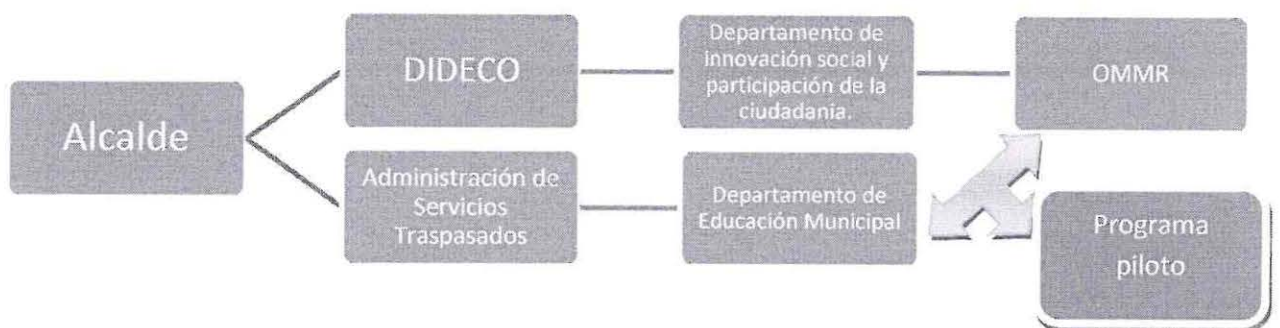 Alcalde
DIDECO
Departamento de
innovación social y
participación de la
ciudadanía.
OMMR
Administración de
Servicios
Traspasados
Departamento de
Educación Municipal
Programa
piloto